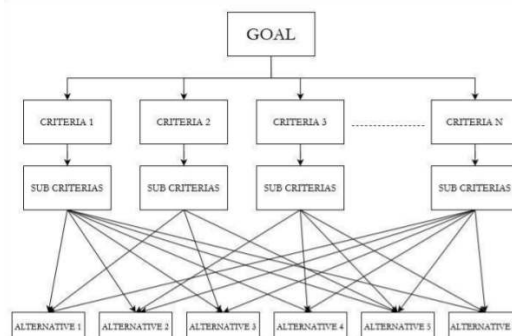 GOAL
CRITERIA 1
CRITERIA 2
CRITERIA 3
CRITERIA N
SUB CRITERIAS
SUB CRITERIAS
SUB CRITERIAS
SUB CRITERIAS
ALTERNATIVE 1
ALTERNATIVE 2
ALTERNATIVE 3
ALTERNATIVE 4
ALTERNATIVE 5
ALTERNATIVE